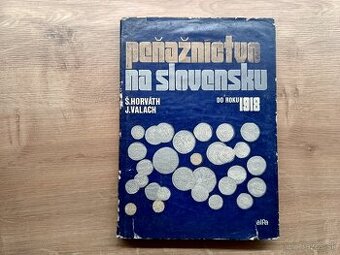 peňažníctvo
na slovensku
Š. HORVÁTH
J. VALACH
DO ROKU 1918
alfa